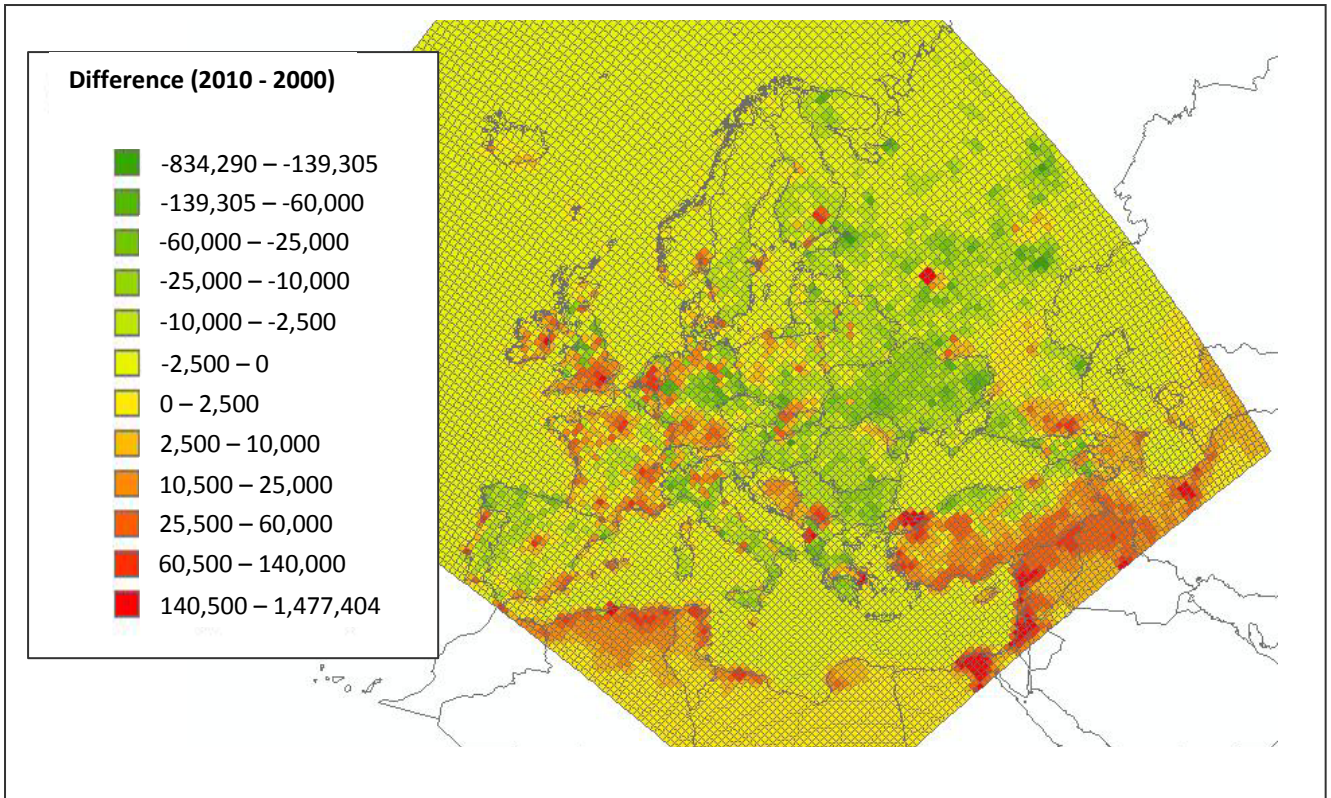 Difference (2010 - 2000)
-834,290 – -139,305
-139,305 – -60,000
-60,000 – -25,000
-25,000 – -10,000
-10,000 – -2,500
-2,500 – 0
0 – 2,500
2,500 – 10,000
10,500 – 25,000
25,500 – 60,000
60,500 – 140,000
140,500 – 1,477,404